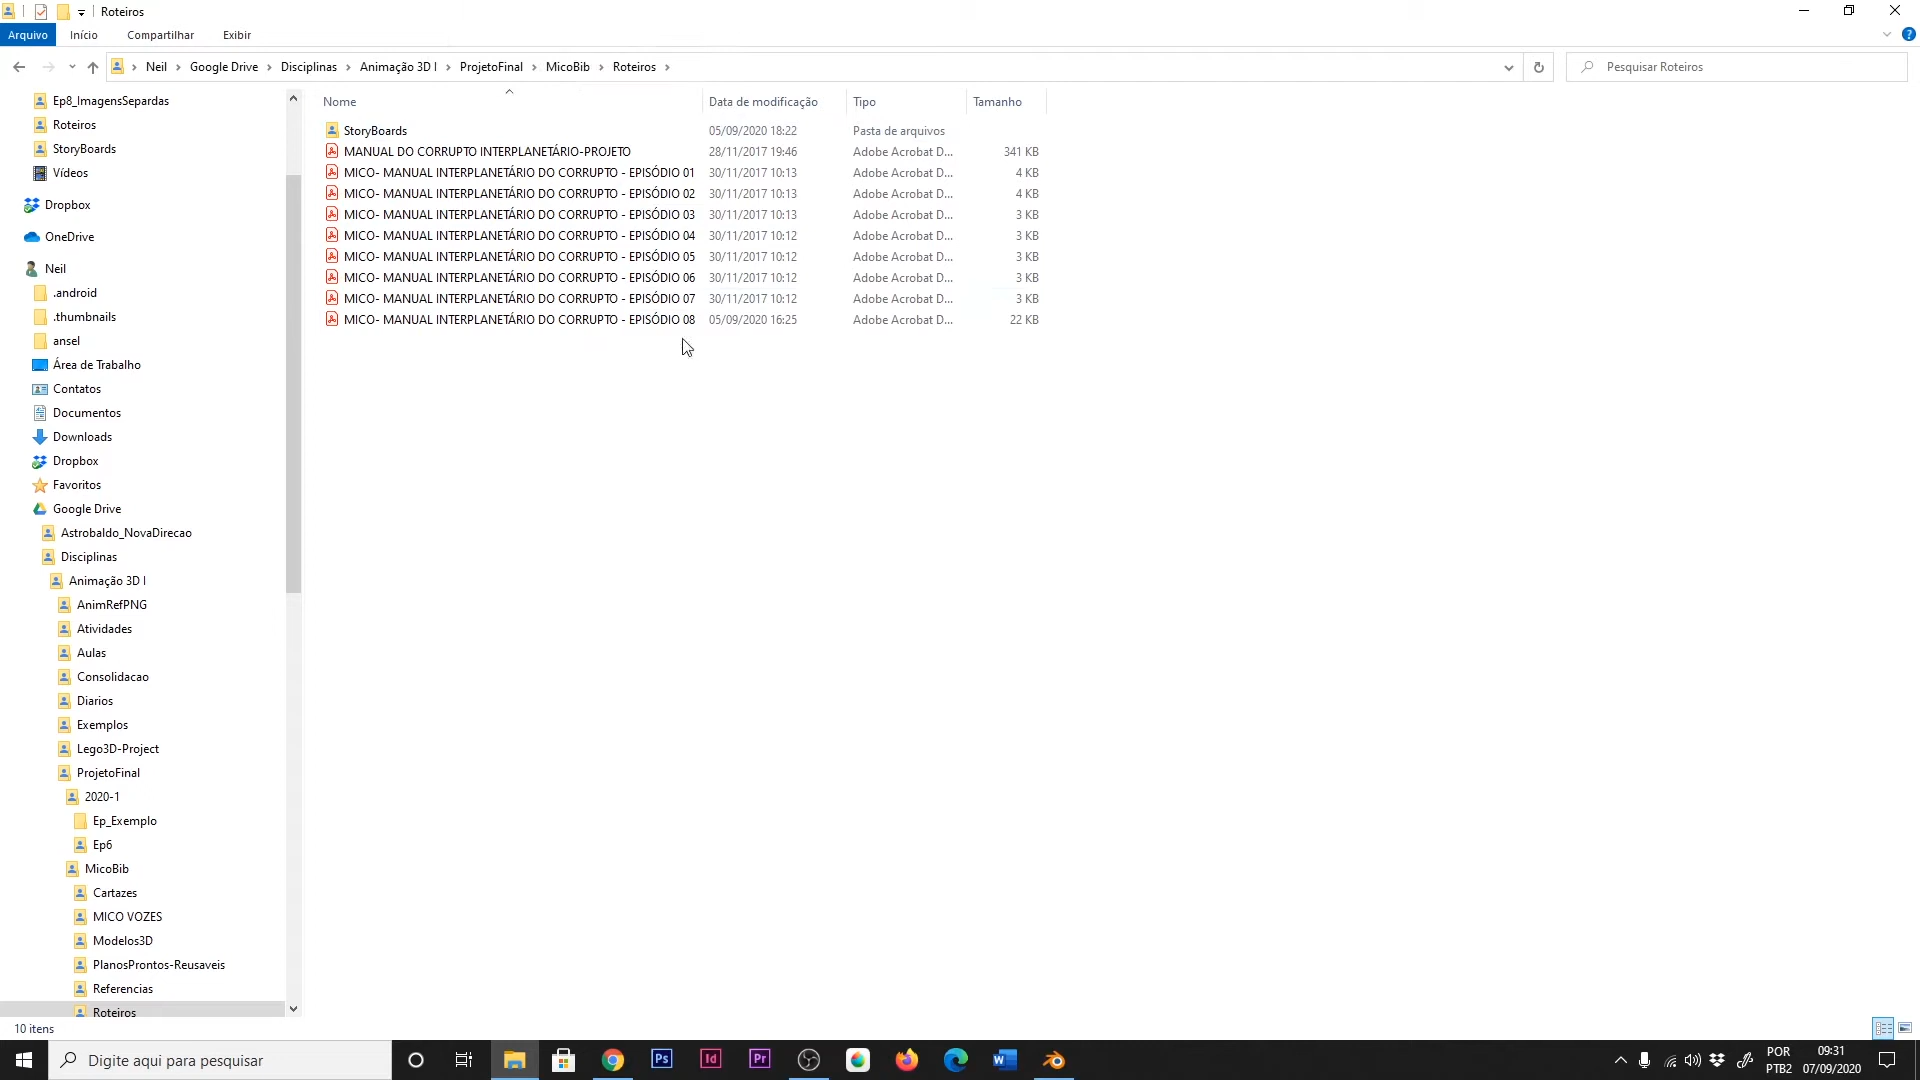 Roteiros
Arquivo Início Compartilhar Exibir
Neil Google Drive Disciplinas Animação 3D I ProjetoFinal MicoBib Roteiros
Pesquisar Roteiros
Ep8_ImagensSepardas
Roteiros
StoryBoards
Vídeos
Dropbox
OneDrive
Neil
.android
.thumbnails
ansel
Área de Trabalho
Contatos
Documentos
Downloads
Dropbox
Favoritos
Google Drive
Astrobaldo_NovaDirecao
Disciplinas
Animação 3D I
AnimRefPNG
Atividades
Aulas
Consolidacao
Diarios
Exemplos
Lego3D-Project
ProjetoFinal
2020-1
Ep_Exemplo
Ep6
MicoBib
Cartazes
MICO VOZES
Modelos3D
PlanosProntos-Reusaveis
Referencias
Roteiros
Nome Data de modificação Tipo Tamanho
StoryBoards 05/09/2020 18:22 Pasta de arquivos
MANUAL DO CORRUPTO INTERPLANETÁRIO-PROJETO 28/11/2017 19:46 Adobe Acrobat D... 341 KB
MICO- MANUAL INTERPLANETÁRIO DO CORRUPTO - EPISÓDIO 01 30/11/2017 10:13 Adobe Acrobat D... 4 KB
MICO- MANUAL INTERPLANETÁRIO DO CORRUPTO - EPISÓDIO 02 30/11/2017 10:13 Adobe Acrobat D... 4 KB
MICO- MANUAL INTERPLANETÁRIO DO CORRUPTO - EPISÓDIO 03 30/11/2017 10:13 Adobe Acrobat D... 3 KB
MICO- MANUAL INTERPLANETÁRIO DO CORRUPTO - EPISÓDIO 04 30/11/2017 10:12 Adobe Acrobat D... 3 KB
MICO- MANUAL INTERPLANETÁRIO DO CORRUPTO - EPISÓDIO 05 30/11/2017 10:12 Adobe Acrobat D... 3 KB
MICO- MANUAL INTERPLANETÁRIO DO CORRUPTO - EPISÓDIO 06 30/11/2017 10:12 Adobe Acrobat D... 3 KB
MICO- MANUAL INTERPLANETÁRIO DO CORRUPTO - EPISÓDIO 07 30/11/2017 10:12 Adobe Acrobat D... 3 KB
MICO- MANUAL INTERPLANETÁRIO DO CORRUPTO - EPISÓDIO 08 05/09/2020 16:25 Adobe Acrobat D... 22 KB
10 itens
Digite aqui para pesquisar
Ps Id Pr
POR 09:31
PTB2 07/09/2020